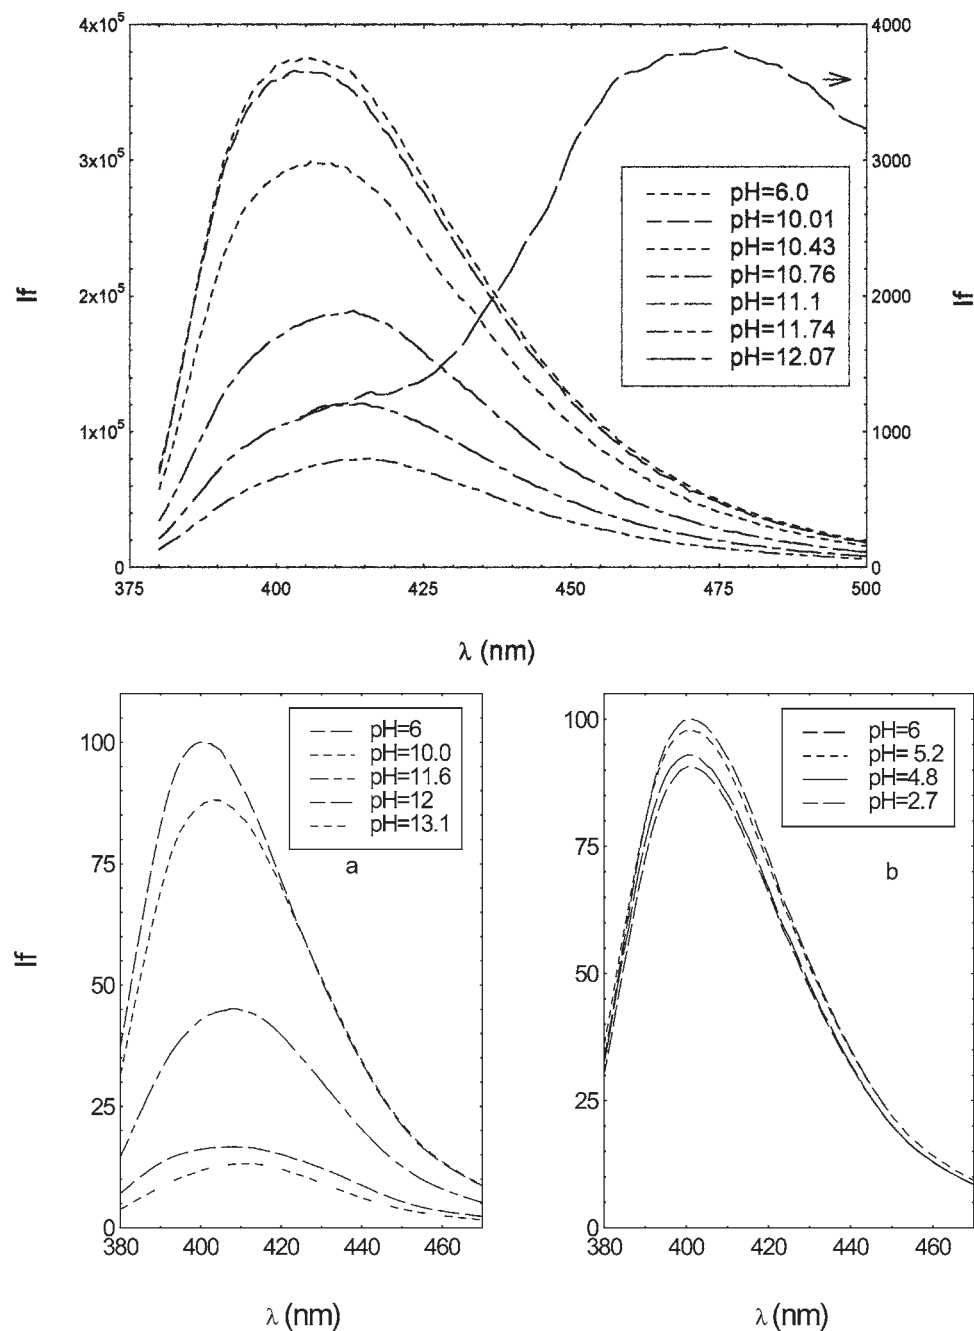 4x10⁵
3x10⁵
2x10⁵
1x10⁵
0
If
4000
3000
2000
1000
0
If
pH=6.0
pH=10.01
pH=10.43
pH=10.76
pH=11.1
pH=11.74
pH=12.07
375 400 425 450 475 500
λ (nm)
100
75
50
25
0
If
pH=6
pH=10.0
pH=11.6
pH=12
pH=13.1
a
380 400 420 440 460
λ (nm)
100
75
50
25
0
pH=6
pH= 5.2
pH=4.8
pH=2.7
b
380 400 420 440 460
λ (nm)